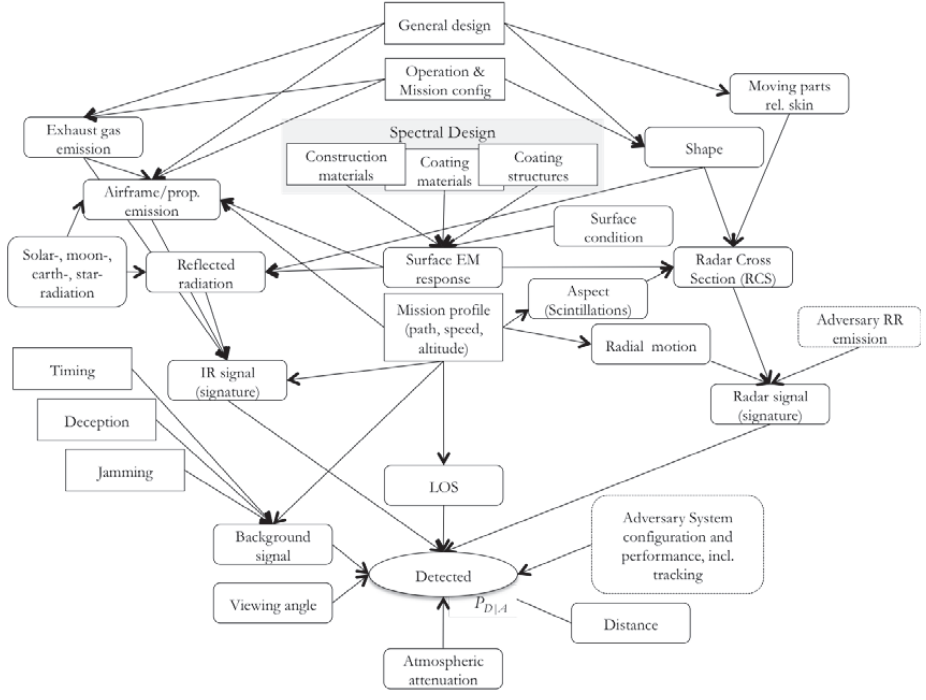 General design
Operation &
Mission config
Moving parts
rel. skin
Exhaust gas
emission
Spectral Design
Construction
materials
Coating
materials
Coating
structures
Shape
Airframe/prop.
emission
Surface
condition
Solar-, moon-,
earth-, star-
radiation
Reflected
radiation
Surface EM
response
Radar Cross
Section (RCS)
Aspect
(Scintillations)
Mission profile
(path, speed,
altitude)
Radial motion
Adversary RR
emission
Timing
IR signal
(signature)
Radar signal
(signature)
Deception
Jamming
LOS
Background
signal
Adversary System
configuration and
performance, incl.
tracking
Detected
Viewing angle
P_{D|A}
Distance
Atmospheric
attenuation